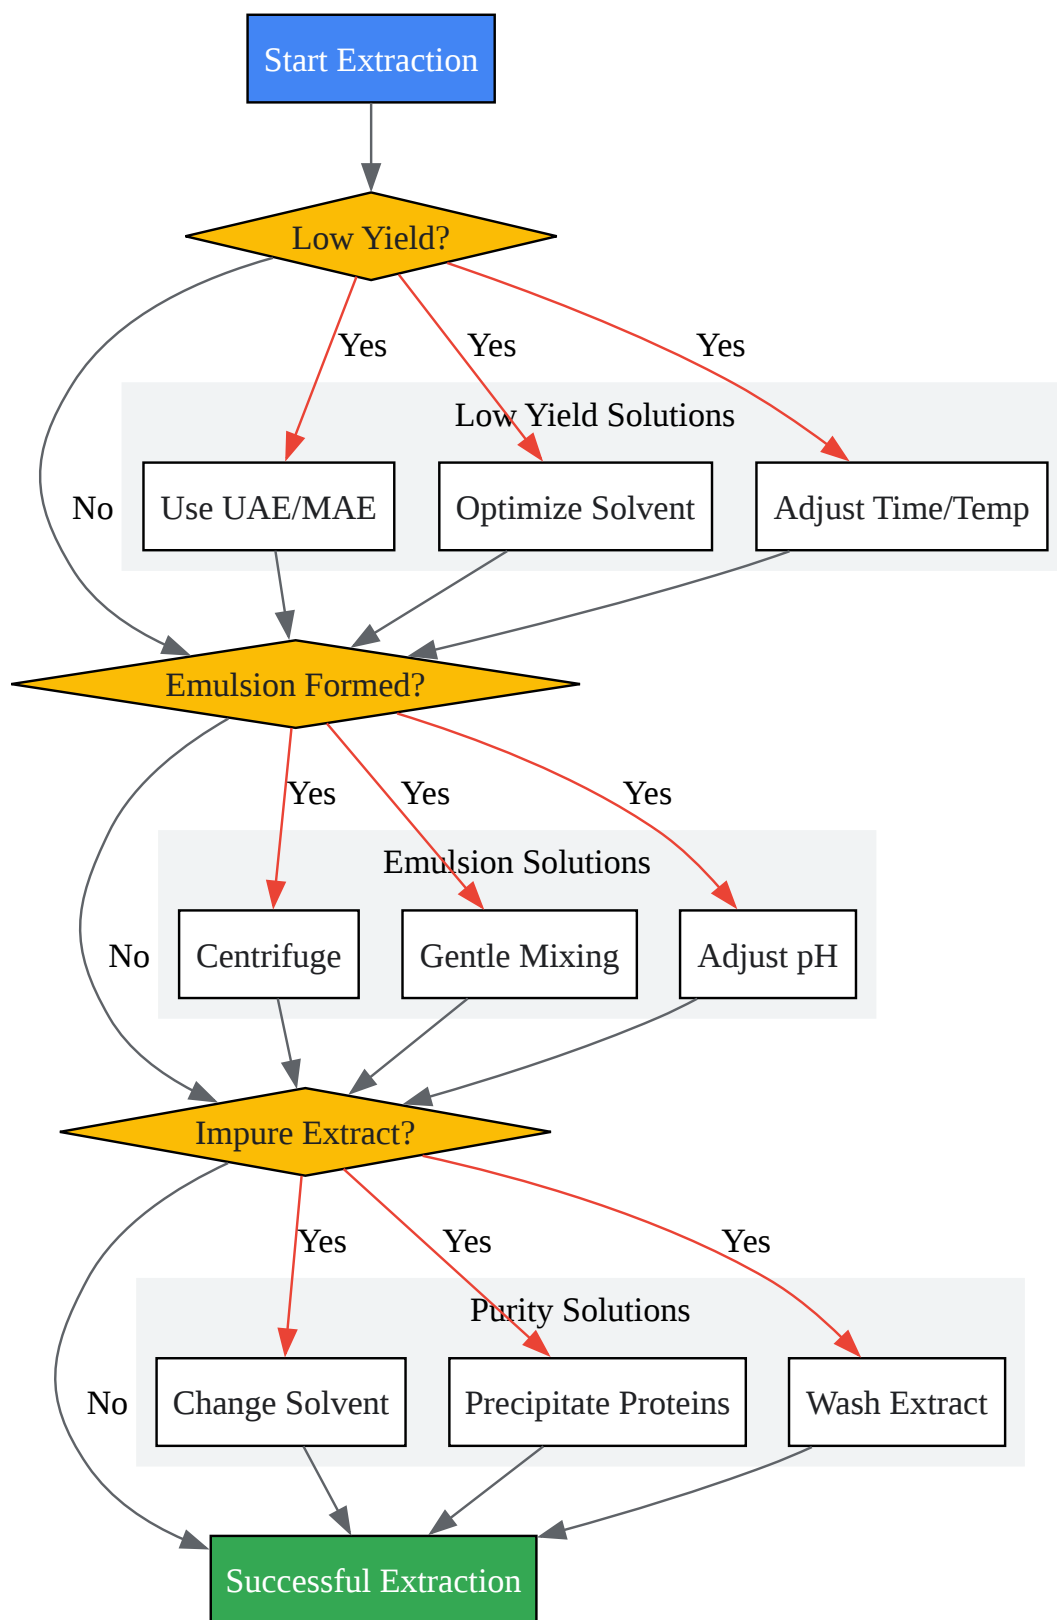 Start Extraction
Low Yield?
Yes
Yes
Yes
Low Yield Solutions
No
Use UAE/MAE
Optimize Solvent
Adjust Time/Temp
Emulsion Formed?
Yes
Yes
Yes
Emulsion Solutions
No
Centrifuge
Gentle Mixing
Adjust pH
Impure Extract?
Yes
Yes
Yes
Purity Solutions
No
Change Solvent
Precipitate Proteins
Wash Extract
Successful Extraction